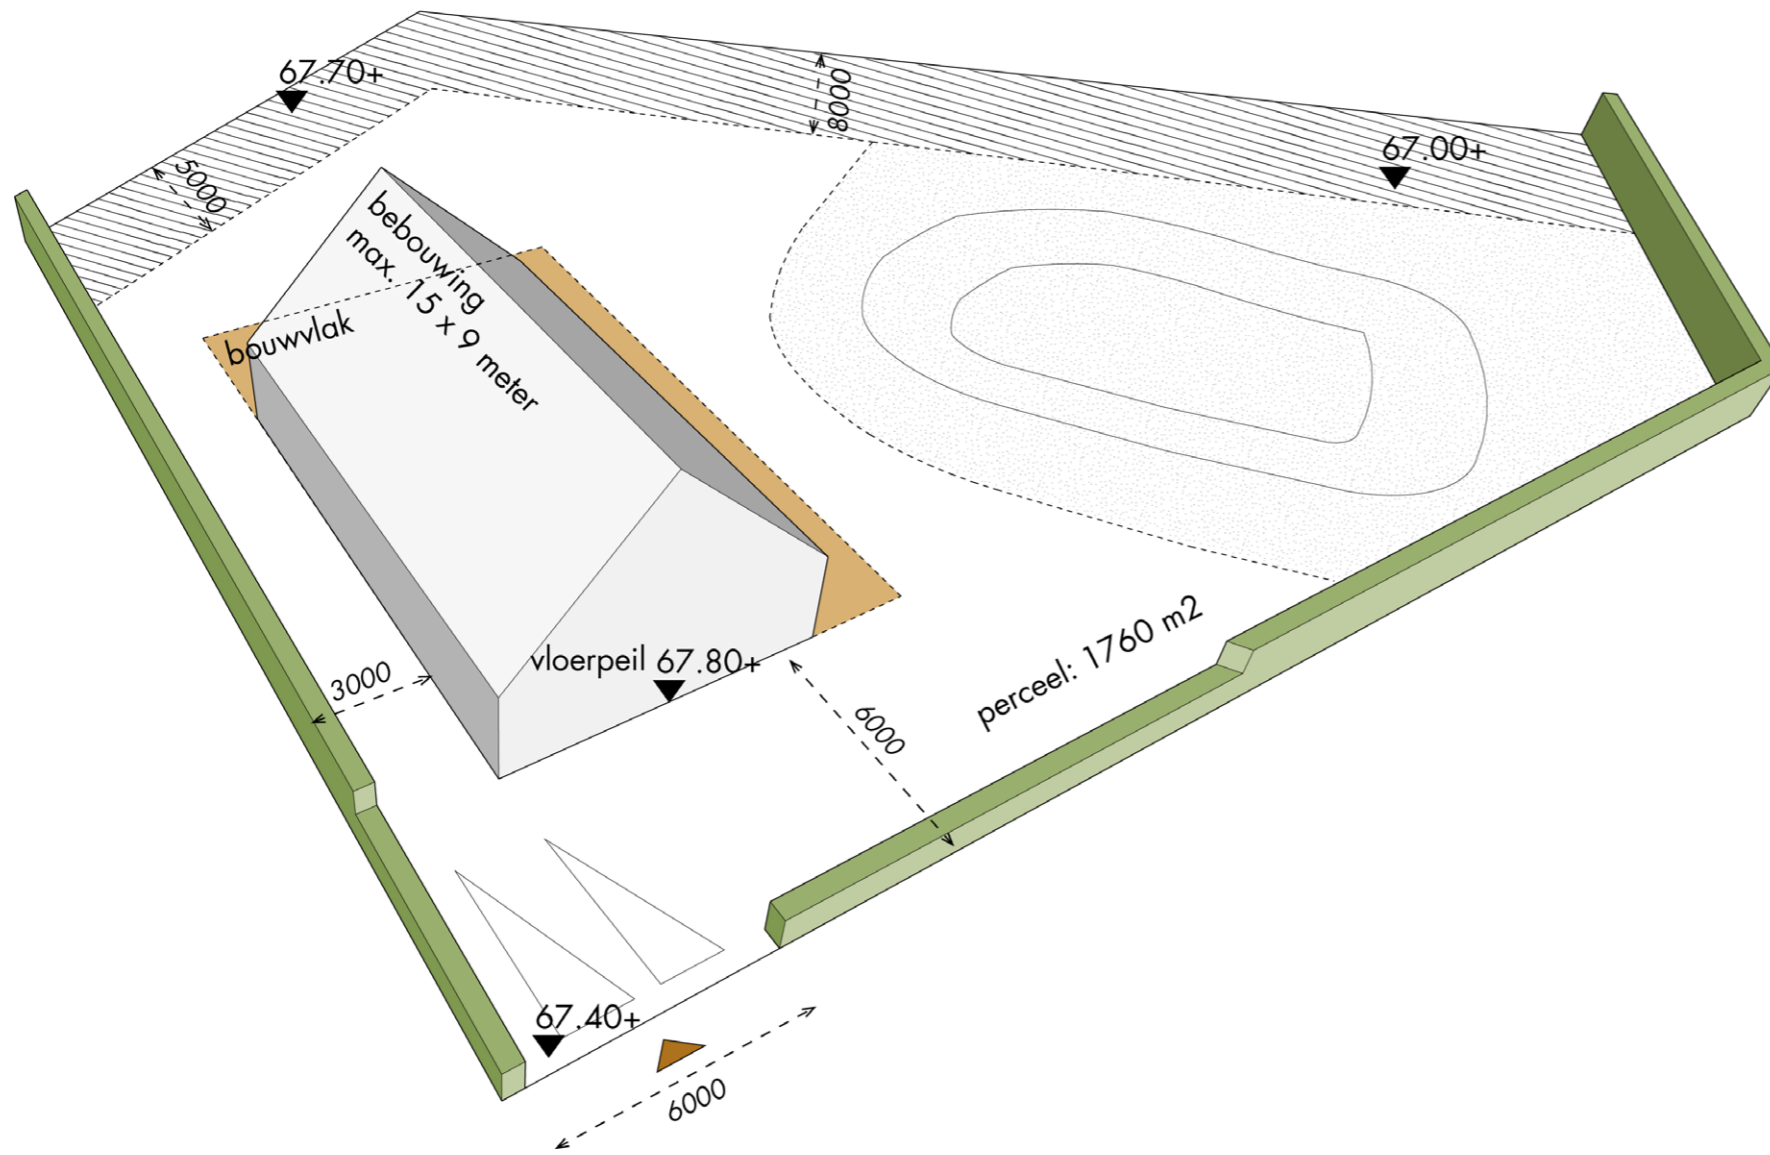 67.70+
8000
67.00+
5000
bebouwing
max. 15 x 9 meter
bouwvlak
vloerpeil 67.80+
3000
6000
perceel: 1760 m2
67.40+
6000